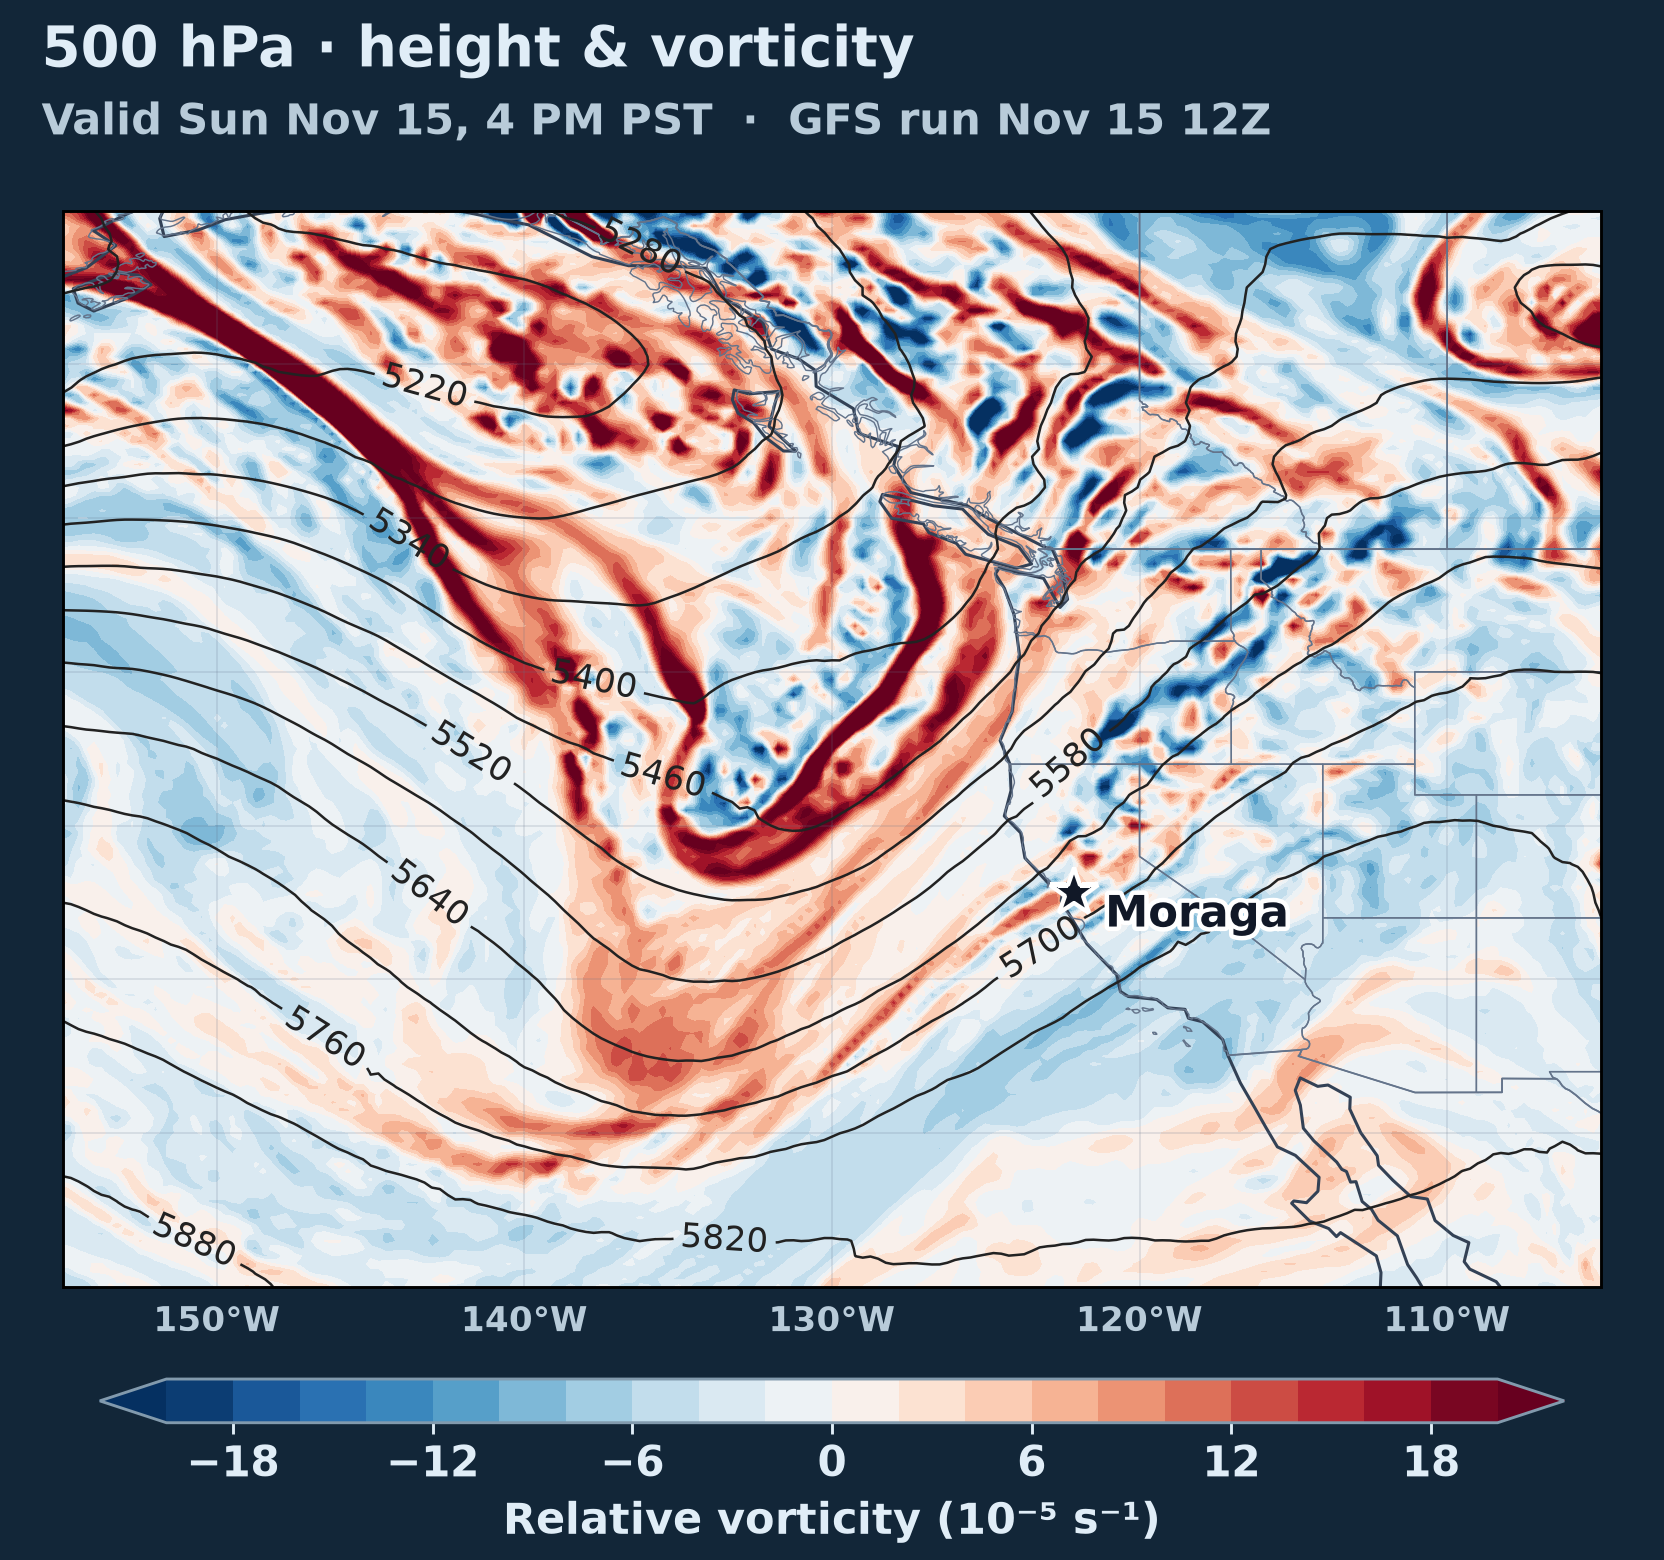 500 hPa · height & vorticity
Valid Sun Nov 15, 4 PM PST · GFS run Nov 15 12Z
5280
5220
5340
5400
5520
5460
5580
5640
Moraga
5700
5760
5820
5880
150°W 140°W 130°W 120°W 110°W
−18 −12 −6 0 6 12 18
Relative vorticity (10⁻⁵ s⁻¹)